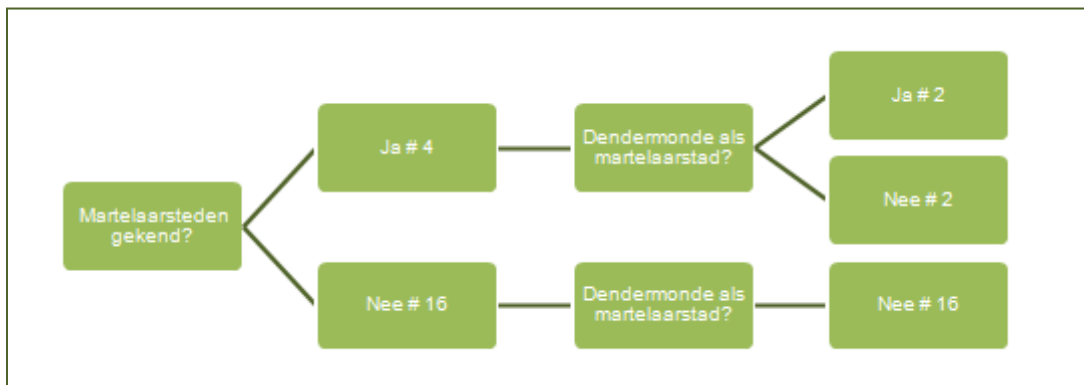 Martelaarsteden
gekend?
Ja # 4
Dendermonde als
martelaarstad?
Ja # 2
Nee # 2
Nee # 16
Dendermonde als
martelaarstad?
Nee # 16